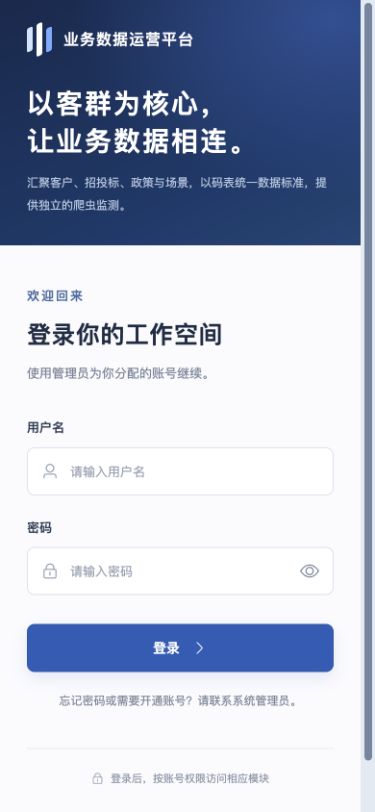 业务数据运营平台
以客群为核心，
让业务数据相连。
汇聚客户、招投标、政策与场景，以码表统一数据标准，提
供独立的爬虫监测。
欢迎回来
登录你的工作空间
使用管理员为你分配的账号继续。
用户名
请输入用户名
密码
请输入密码
登录
忘记密码或需要开通账号？请联系系统管理员。
登录后，按账号权限访问相应模块